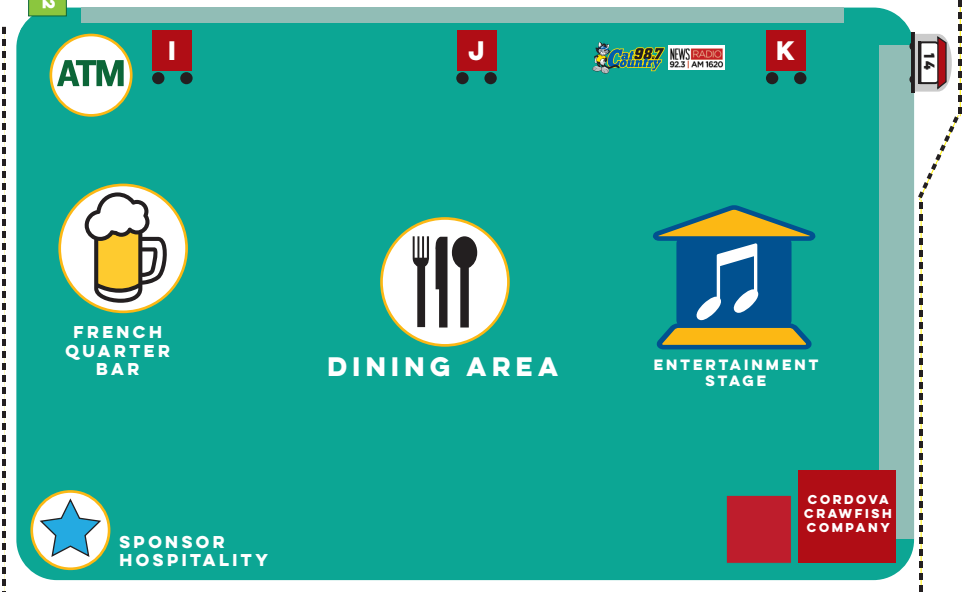 2
ATM
I
J
Cat 98.7
Country
NEWS RADIO
92.3 | AM 1620
K
14
FRENCH
QUARTER
BAR
DINING AREA
ENTERTAINMENT
STAGE
SPONSOR
HOSPITALITY
CORDOVA
CRAWFISH
COMPANY